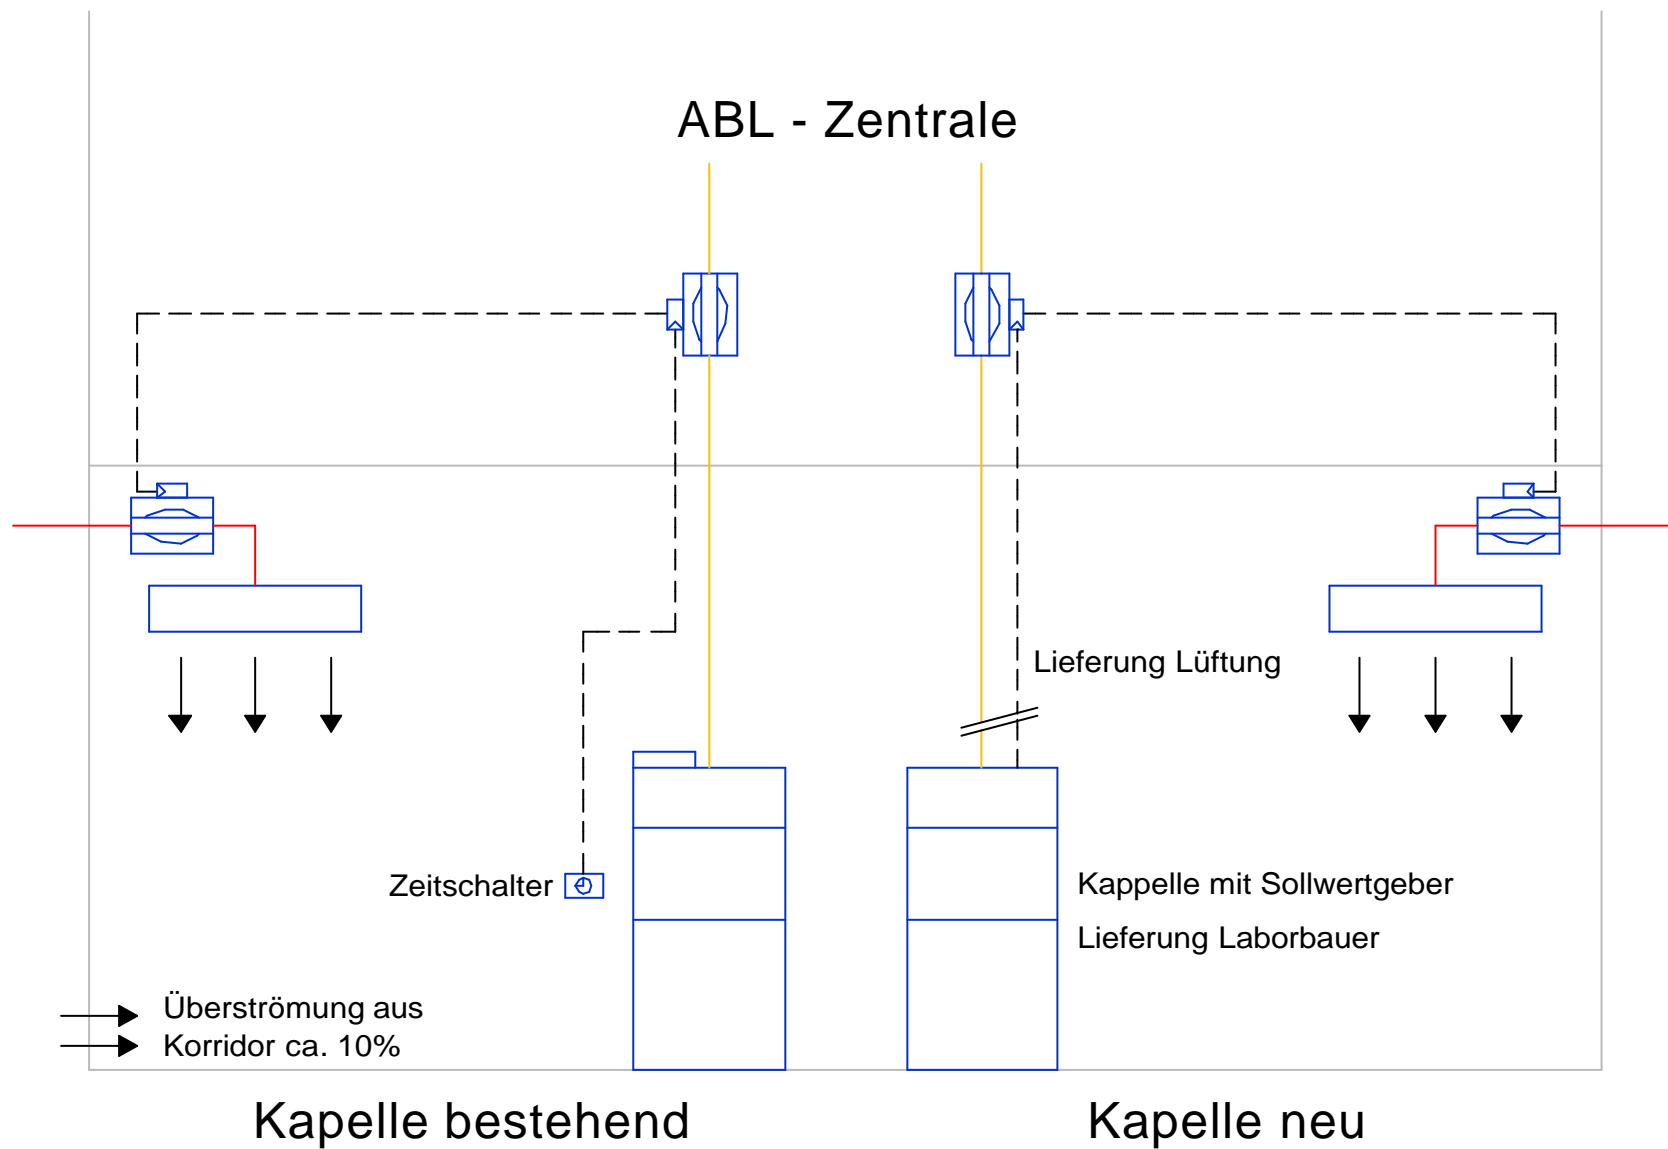 ABL - Zentrale
Lieferung Lüftung
Zeitschalter
Kappelle mit Sollwertgeber
Lieferung Laborbauer
Überströmung aus
Korridor ca. 10%
Kapelle bestehend
Kapelle neu